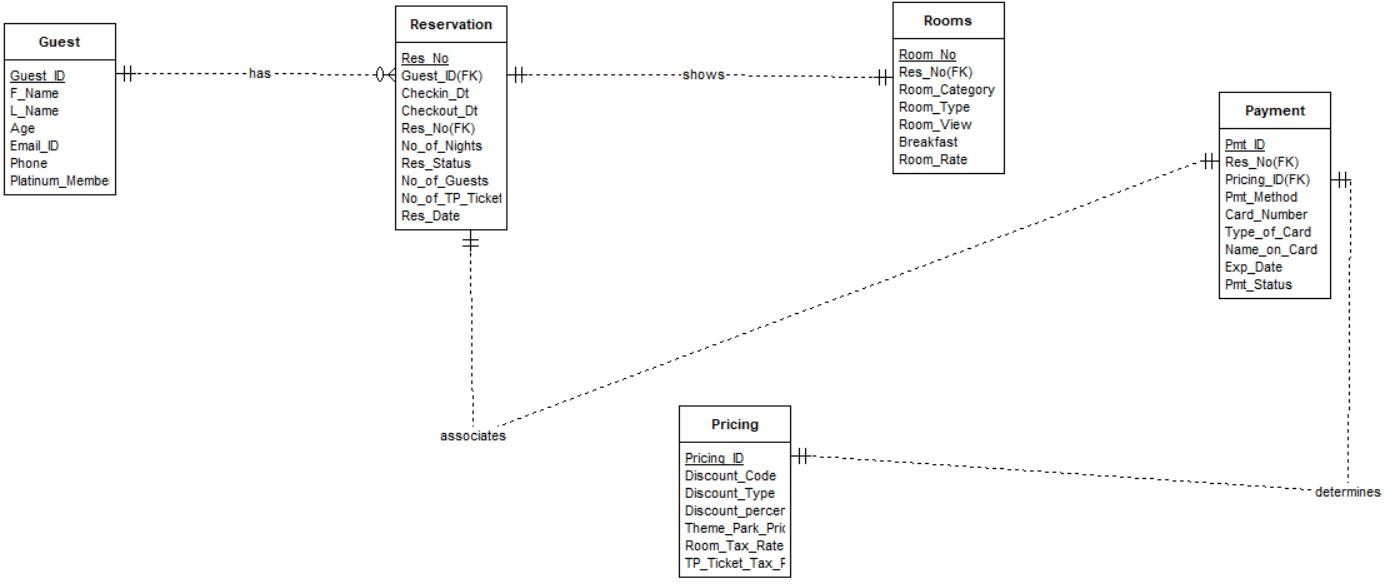 Guest
Guest_ID
F_Name
L_Name
Age
Email_ID
Phone
Platinum_Membe
has
Reservation
Res_No
Guest_ID(FK)
Checkin_Dt
Checkout_Dt
Res_No(FK)
No_of_Nights
Res_Status
No_of_Guests
No_of_TP_Ticket
Res_Date
shows
Rooms
Room_No
Res_No(FK)
Room_Category
Room_Type
Room_View
Breakfast
Room_Rate
Payment
Pmt_ID
Res_No(FK)
Pricing_ID(FK)
Pmt_Method
Card_Number
Type_of_Card
Name_on_Card
Exp_Date
Pmt_Status
associates
Pricing
Pricing_ID
Discount_Code
Discount_Type
Discount_percer
Theme_Park_Pric
Room_Tax_Rate
TP_Ticket_Tax_F
determines